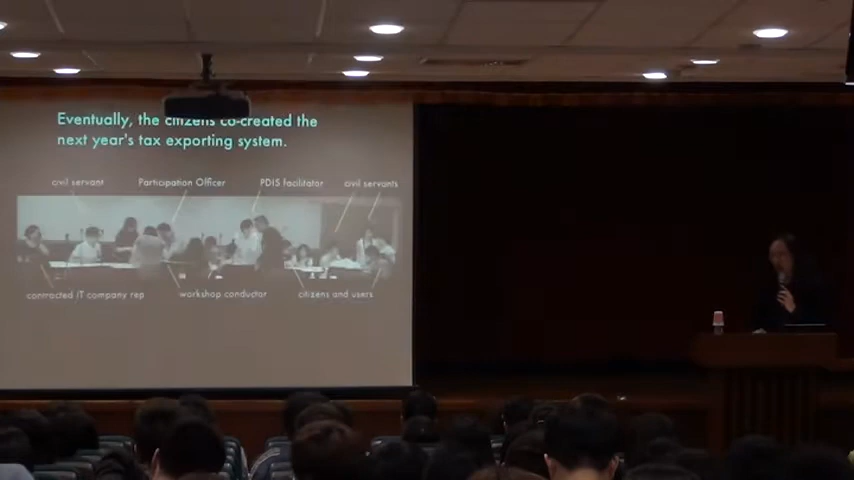 Eventually, the citizens co-created the
next year's tax exporting system.
civil servant
Participation Officer
PDIS facilitator
civil servants
contracted IT company rep
workshop conductor
citizens and users